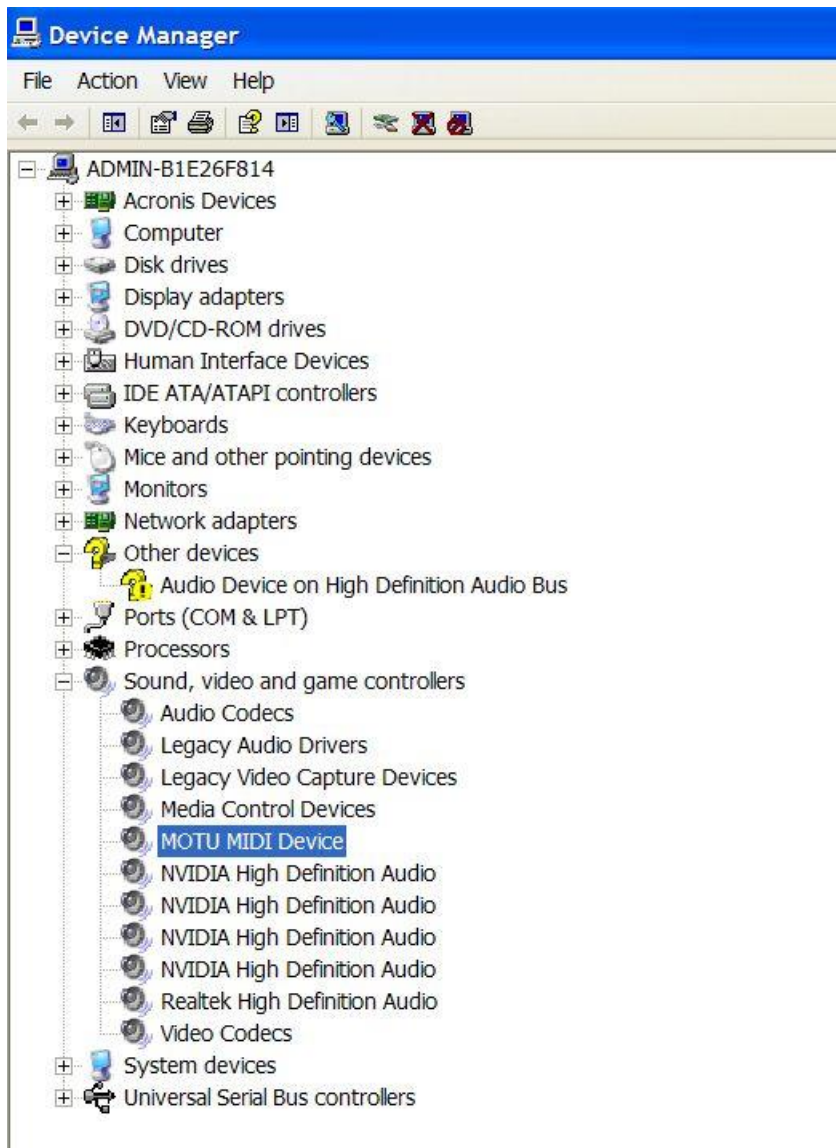 Device Manager
File Action View Help
ADMIN-B1E26F814
Acronis Devices
Computer
Disk drives
Display adapters
DVD/CD-ROM drives
Human Interface Devices
IDE ATA/ATAPI controllers
Keyboards
Mice and other pointing devices
Monitors
Network adapters
Other devices
Audio Device on High Definition Audio Bus
Ports (COM & LPT)
Processors
Sound, video and game controllers
Audio Codecs
Legacy Audio Drivers
Legacy Video Capture Devices
Media Control Devices
MOTU MIDI Device
NVIDIA High Definition Audio
NVIDIA High Definition Audio
NVIDIA High Definition Audio
NVIDIA High Definition Audio
Realtek High Definition Audio
Video Codecs
System devices
Universal Serial Bus controllers